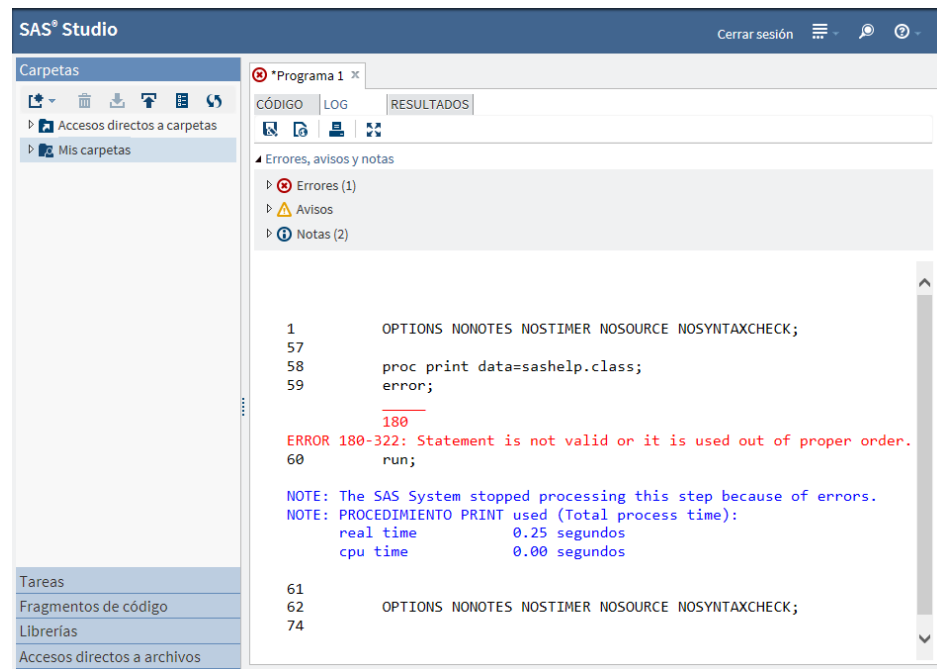 SAS® Studio
Cerrar sesión
Carpetas
Accesos directos a carpetas
Mis carpetas
Tareas
Fragmentos de código
Librerías
Accesos directos a archivos
*Programa 1
CÓDIGO LOG RESULTADOS
Errores, avisos y notas
Errores (1)
Avisos
Notas (2)
1 OPTIONS NONOTES NOSTIMER NOSOURCE NOSYNTAXCHECK;
57
58 proc print data=sashelp.class;
59 error;
_____
180
ERROR 180-322: Statement is not valid or it is used out of proper order.
60 run;
NOTE: The SAS System stopped processing this step because of errors.
NOTE: PROCEDIMIENTO PRINT used (Total process time):
real time 0.25 segundos
cpu time 0.00 segundos
61
62 OPTIONS NONOTES NOSTIMER NOSOURCE NOSYNTAXCHECK;
74